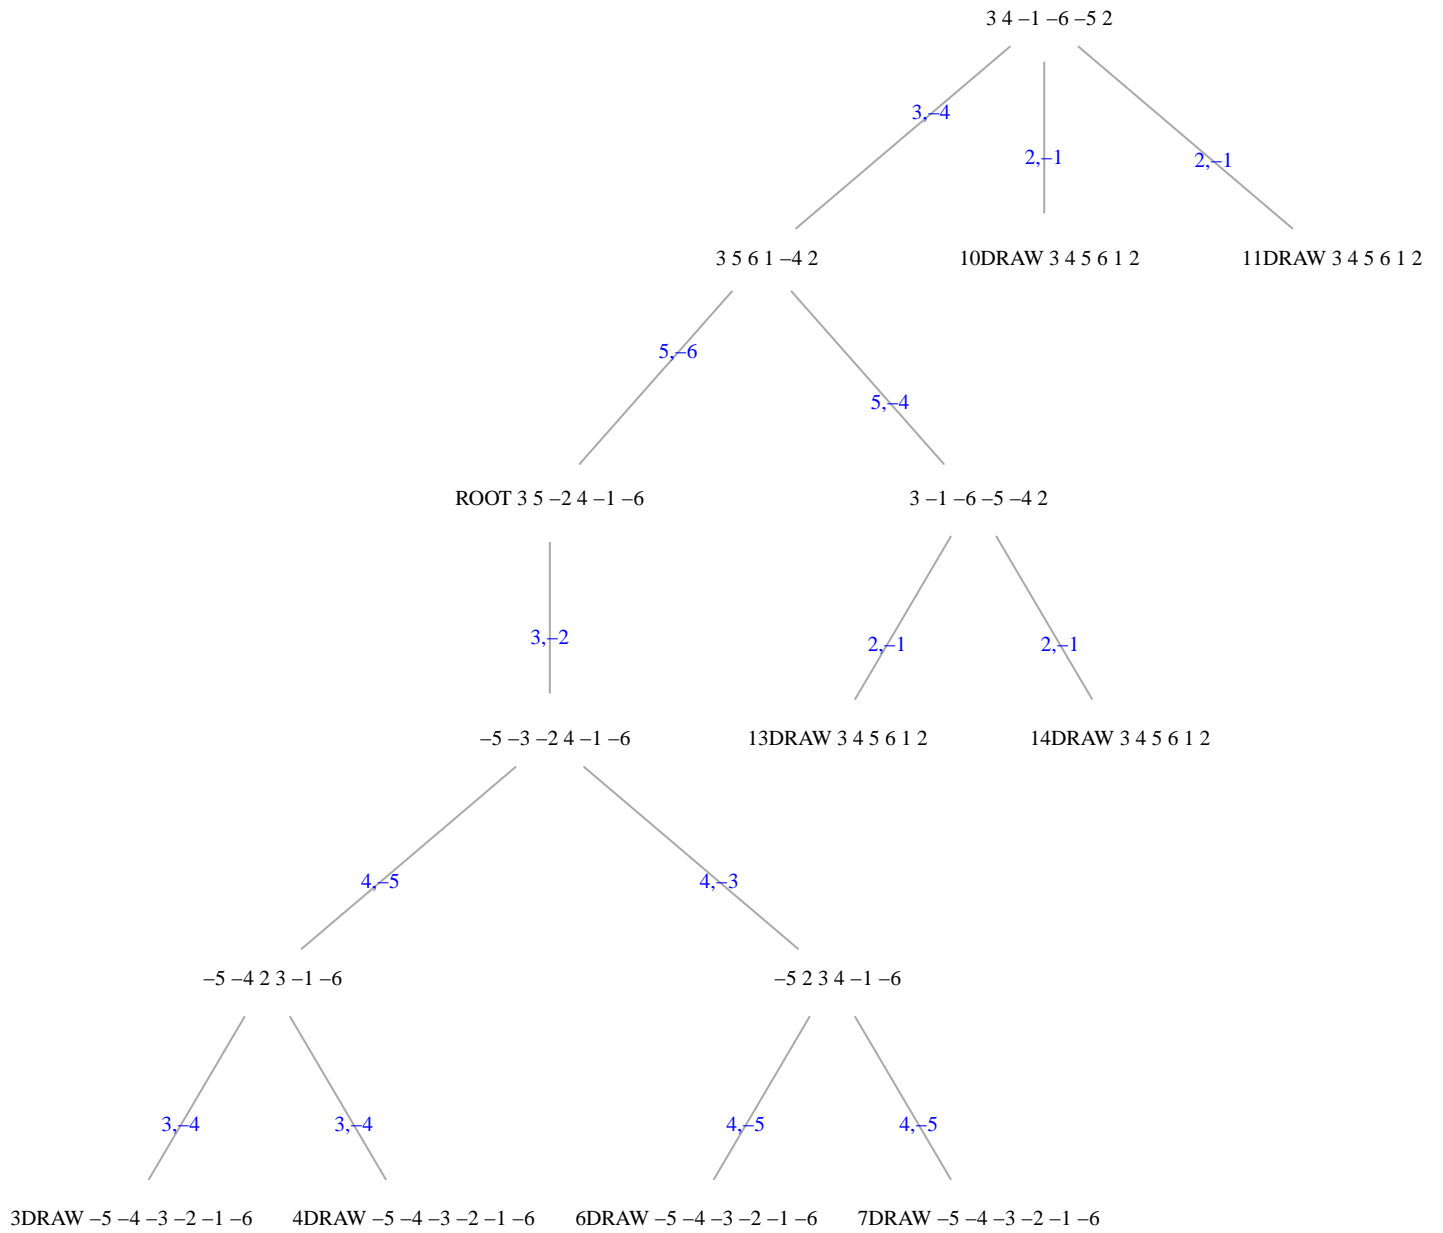 3 4 –1 –6 –5 2
3,–4
2,–1
2,–1
3 5 6 1 –4 2
10DRAW 3 4 5 6 1 2
11DRAW 3 4 5 6 1 2
5,–6
5,–4
ROOT 3 5 –2 4 –1 –6
3 –1 –6 –5 –4 2
3,–2
2,–1
2,–1
–5 –3 –2 4 –1 –6
13DRAW 3 4 5 6 1 2
14DRAW 3 4 5 6 1 2
4,–5
4,–3
–5 –4 2 3 –1 –6
–5 2 3 4 –1 –6
3,–4
3,–4
4,–5
4,–5
3DRAW –5 –4 –3 –2 –1 –6
4DRAW –5 –4 –3 –2 –1 –6
6DRAW –5 –4 –3 –2 –1 –6
7DRAW –5 –4 –3 –2 –1 –6